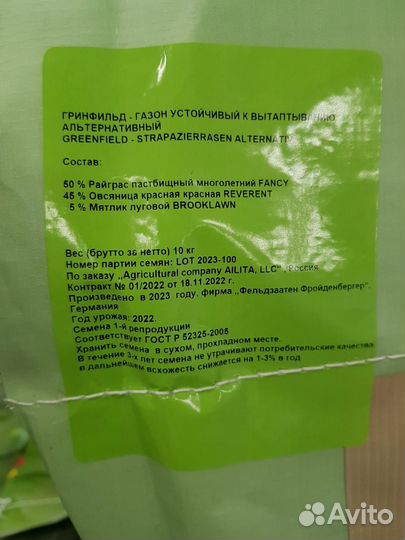 ГРИНФИЛЬД - ГАЗОН УСТОЙЧИВЫЙ К ВЫТАПТЫВАНИЮ
АЛЬТЕРНАТИВНЫЙ
GREENFIELD - STRAPAZIERRASEN ALTERNATIV
Состав:
50 % Райграс пастбищный многолетний FANCY
45 % Овсяница красная красная REVERENT
5 % Мятлик луговой BROOKLAWN
Вес (брутто за нетто) 10 кг
Номер партии семян: LOT 2023-100
По заказу „Agricultural company AILITA, LLC", Россия
Контракт № 01/2022 от 18.11.2022 г.
Произведено в 2023 году, фирма "Фельдзаатен Фройденбергер",
Германия
Год урожая: 2022.
Семена 1-й репродукции
Соответствует ГОСТ Р 52325-2005
Хранить семена в сухом, прохладном месте.
В течение 3-х лет семена не утрачивают потребительские качества
в дальнейшем всхожесть снижается на 1-3% в год
Avito